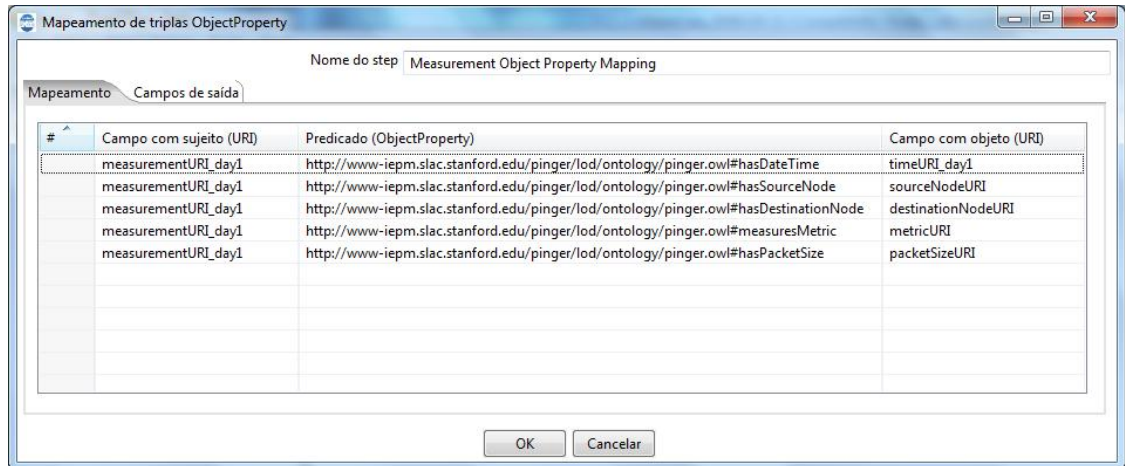 Mapeamento de triplas ObjectProperty
Nome do step Measurement Object Property Mapping
Mapeamento Campos de saída
# Campo com sujeito (URI) Predicado (ObjectProperty) Campo com objeto (URI)
measurementURI_day1 http://www-iepm.slac.stanford.edu/pinger/lod/ontology/pinger.owl#hasDateTime timeURI_day1
measurementURI_day1 http://www-iepm.slac.stanford.edu/pinger/lod/ontology/pinger.owl#hasSourceNode sourceNodeURI
measurementURI_day1 http://www-iepm.slac.stanford.edu/pinger/lod/ontology/pinger.owl#hasDestinationNode destinationNodeURI
measurementURI_day1 http://www-iepm.slac.stanford.edu/pinger/lod/ontology/pinger.owl#measuresMetric metricURI
measurementURI_day1 http://www-iepm.slac.stanford.edu/pinger/lod/ontology/pinger.owl#hasPacketSize packetSizeURI
OK Cancelar